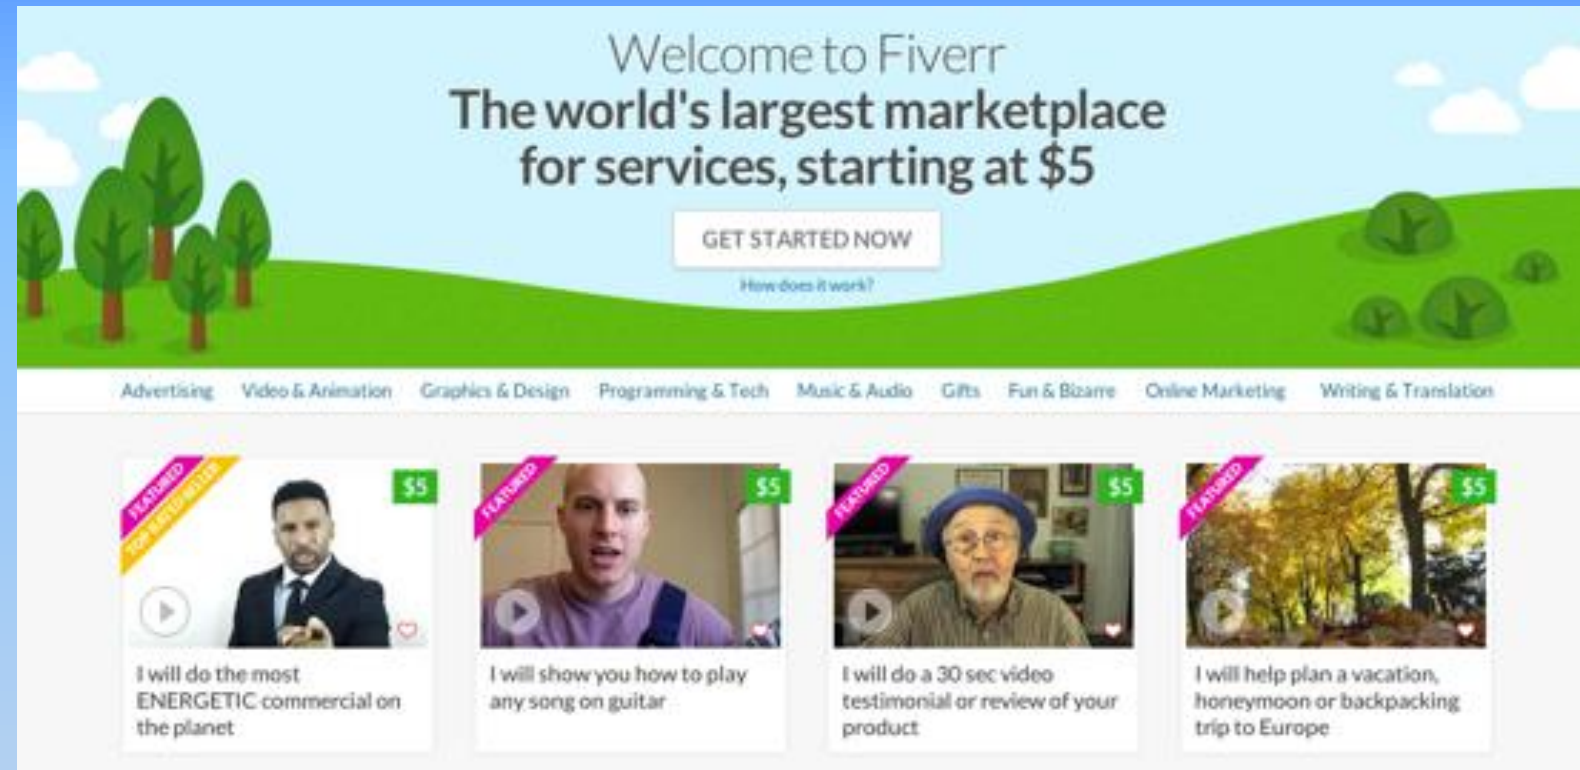 Welcome to Fiverr
The world's largest marketplace
for services, starting at $5
GET STARTED NOW
How does it work?
Advertising Video & Animation Graphics & Design Programming & Tech Music & Audio Gifts Fun & Bizarre Online Marketing Writing & Translation
FEATURED
TOP RATED SELLER
$5
I will do the most
ENERGETIC commercial on
the planet
FEATURED
$5
I will show you how to play
any song on guitar
FEATURED
$5
I will do a 30 sec video
testimonial or review of your
product
FEATURED
$5
I will help plan a vacation,
honeymoon or backpacking
trip to Europe